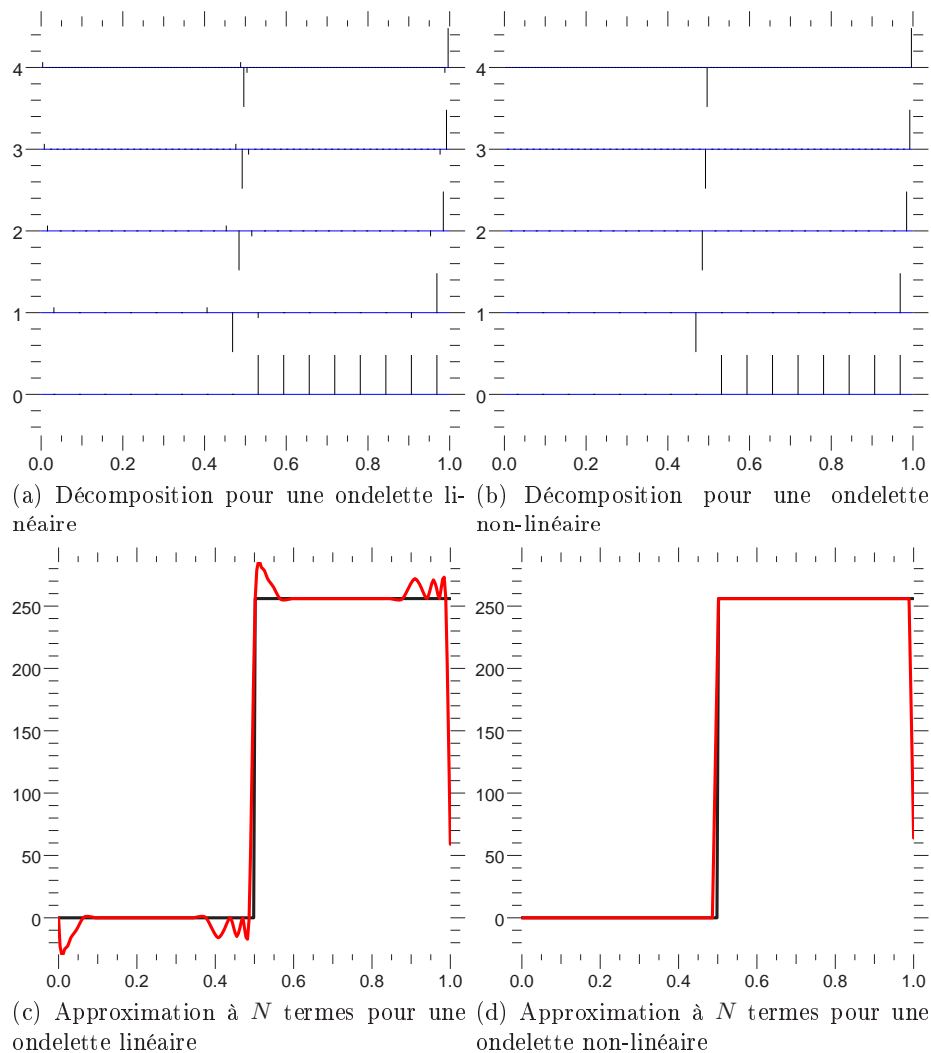 4
3
2
1
0
0.0 0.2 0.4 0.6 0.8 1.0
(a) Décomposition pour une ondelette li-
néaire
4
3
2
1
0
0.0 0.2 0.4 0.6 0.8 1.0
(b) Décomposition pour une ondelette
non-linéaire
250
200
150
100
50
0
0.0 0.2 0.4 0.6 0.8 1.0
(c) Approximation à N termes pour une
ondelette linéaire
250
200
150
100
50
0
0.0 0.2 0.4 0.6 0.8 1.0
(d) Approximation à N termes pour une
ondelette non-linéaire